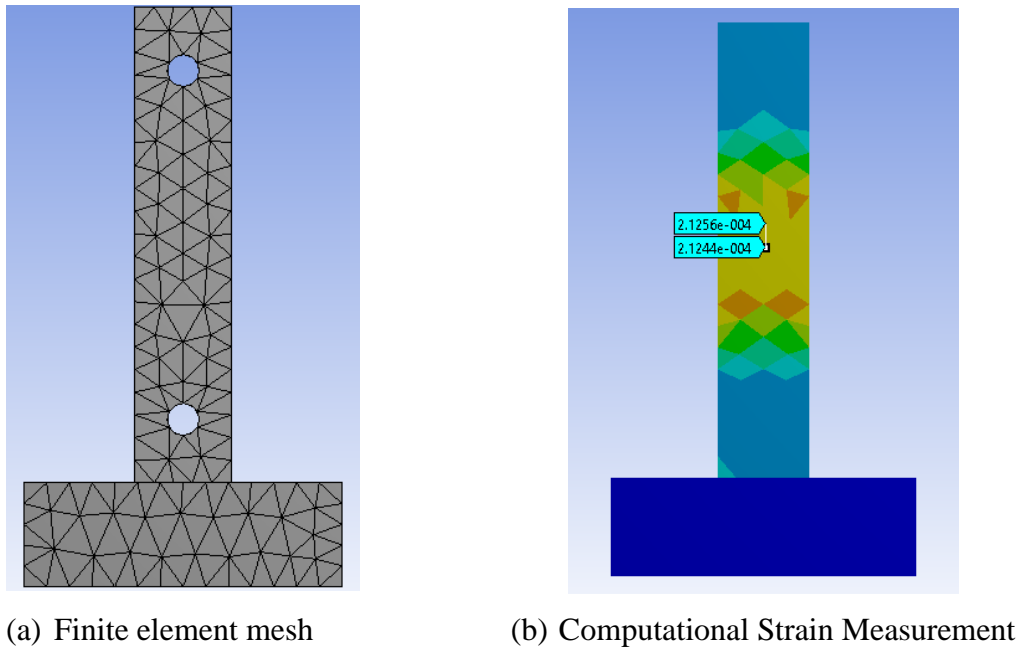 2.1256e-004
2.1244e-004
(a) Finite element mesh
(b) Computational Strain Measurement